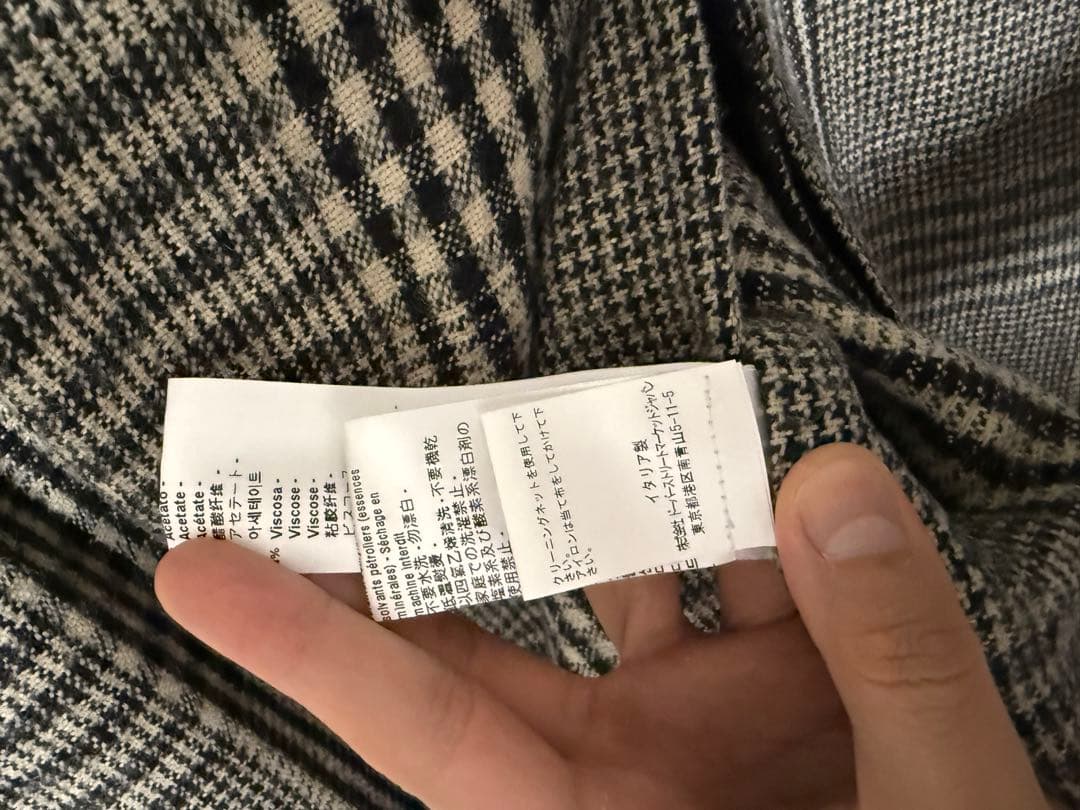 Acetato -
Acetate -
Acétate -
醋酸纤维 -
アセテート -
아세테이트
% Viscosa -
Viscose -
Viscose -
粘胶纤维 -
solvants pétroliers (essences
minérales) - Séchage en
machine interdit
不要水洗 - 勿漂白 -
低温熨烫 -
以四氯乙烯清洗 - 不要機乾
家庭での洗濯禁止 -
塩素系及び酸素系漂白剤の
使用禁止 -
クリーニングネットを使用して下
さい。
アイロンは当て布をしてかけて下
さい。
イタリア製
株式会社ドーバーストリートマーケットジャパン
東京都港区南青山5-11-5